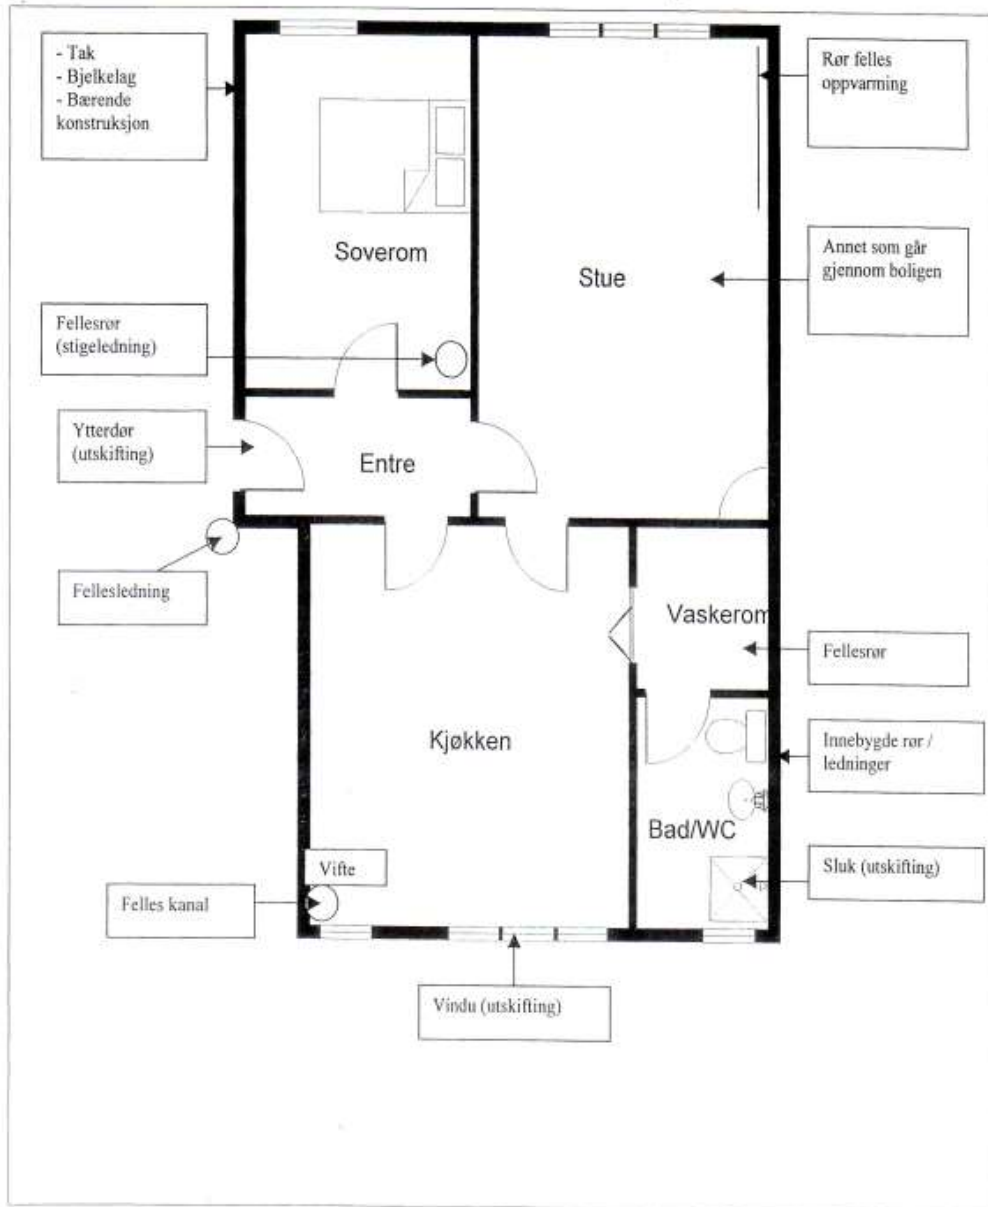 - Tak
- Bjelkelag
- Bærende
konstruksjon
Rør felles
oppvarming
Soverom
Stue
Annet som går
gjennom boligen
Fellesrør
(stigeledning)
Ytterdør
(utskifting)
Entre
Fellesledning
Vaskerom
Fellesrør
Kjøkken
Innebygde rør /
ledninger
Bad/WC
Vifte
Sluk (utskifting)
Felles kanal
Vindu (utskifting)